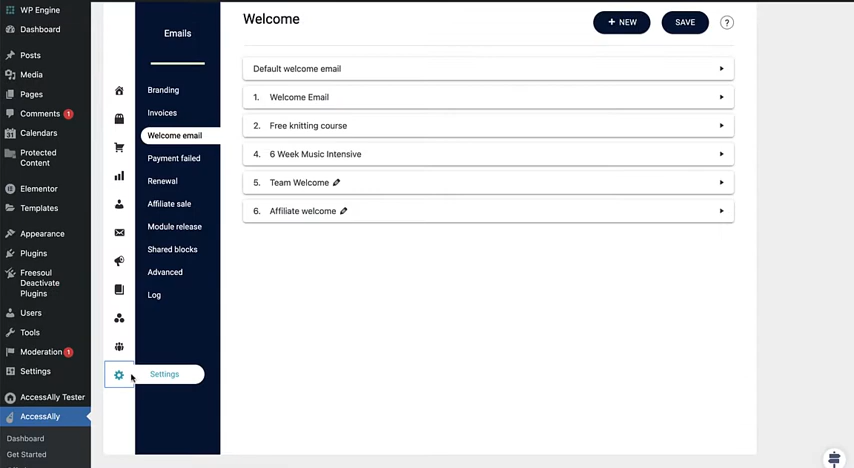 WP Engine
Dashboard
Posts
Media
Pages
Comments 1
Calendars
Protected
Content
Elementor
Templates
Appearance
Plugins
Freesoul
Deactivate
Plugins
Users
Tools
Moderation 1
Settings
AccessAlly Tester
AccessAlly
Dashboard
Get Started
Emails
Branding
Invoices
Welcome email
Payment failed
Renewal
Affiliate sale
Module release
Shared blocks
Advanced
Log
Settings
Welcome
+ NEW
SAVE
?
Default welcome email
1. Welcome Email
2. Free knitting course
4. 6 Week Music Intensive
5. Team Welcome
6. Affiliate welcome